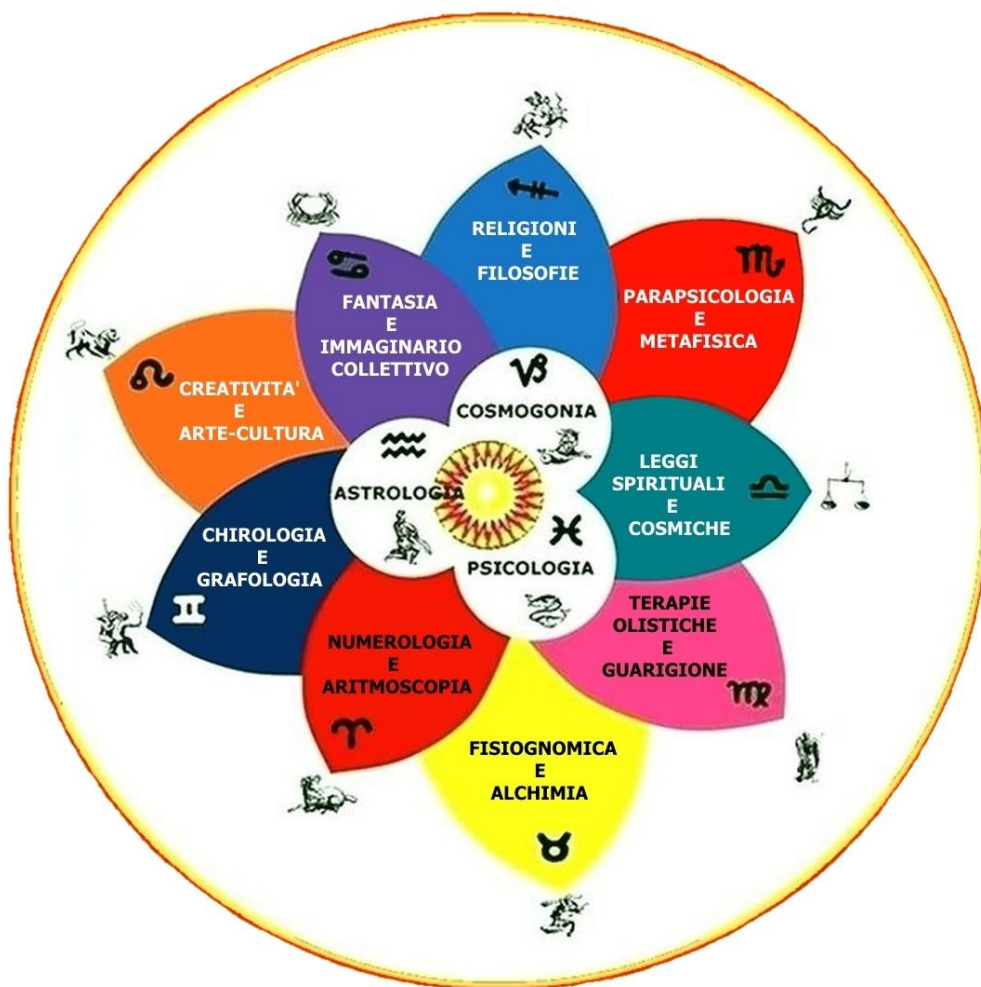 RELIGIONI
E
FILOSOFIE
PARAPSICOLOGIA
E
METAFISICA
FANTASIA
E
IMMAGINARIO
COLLETTIVO
CREATIVITA'
E
ARTE-CULTURA
COSMOGONIA
ASTROLOGIA
PSICOLOGIA
LEGGI
SPIRITUALI
E
COSMICHE
CHIROLOGIA
E
GRAFOLOGIA
TERAPIE
OLISTICHE
E
GUARIGIONE
NUMEROLOGIA
E
ARITMOSCOPIA
FISIOGNOMICA
E
ALCHIMIA